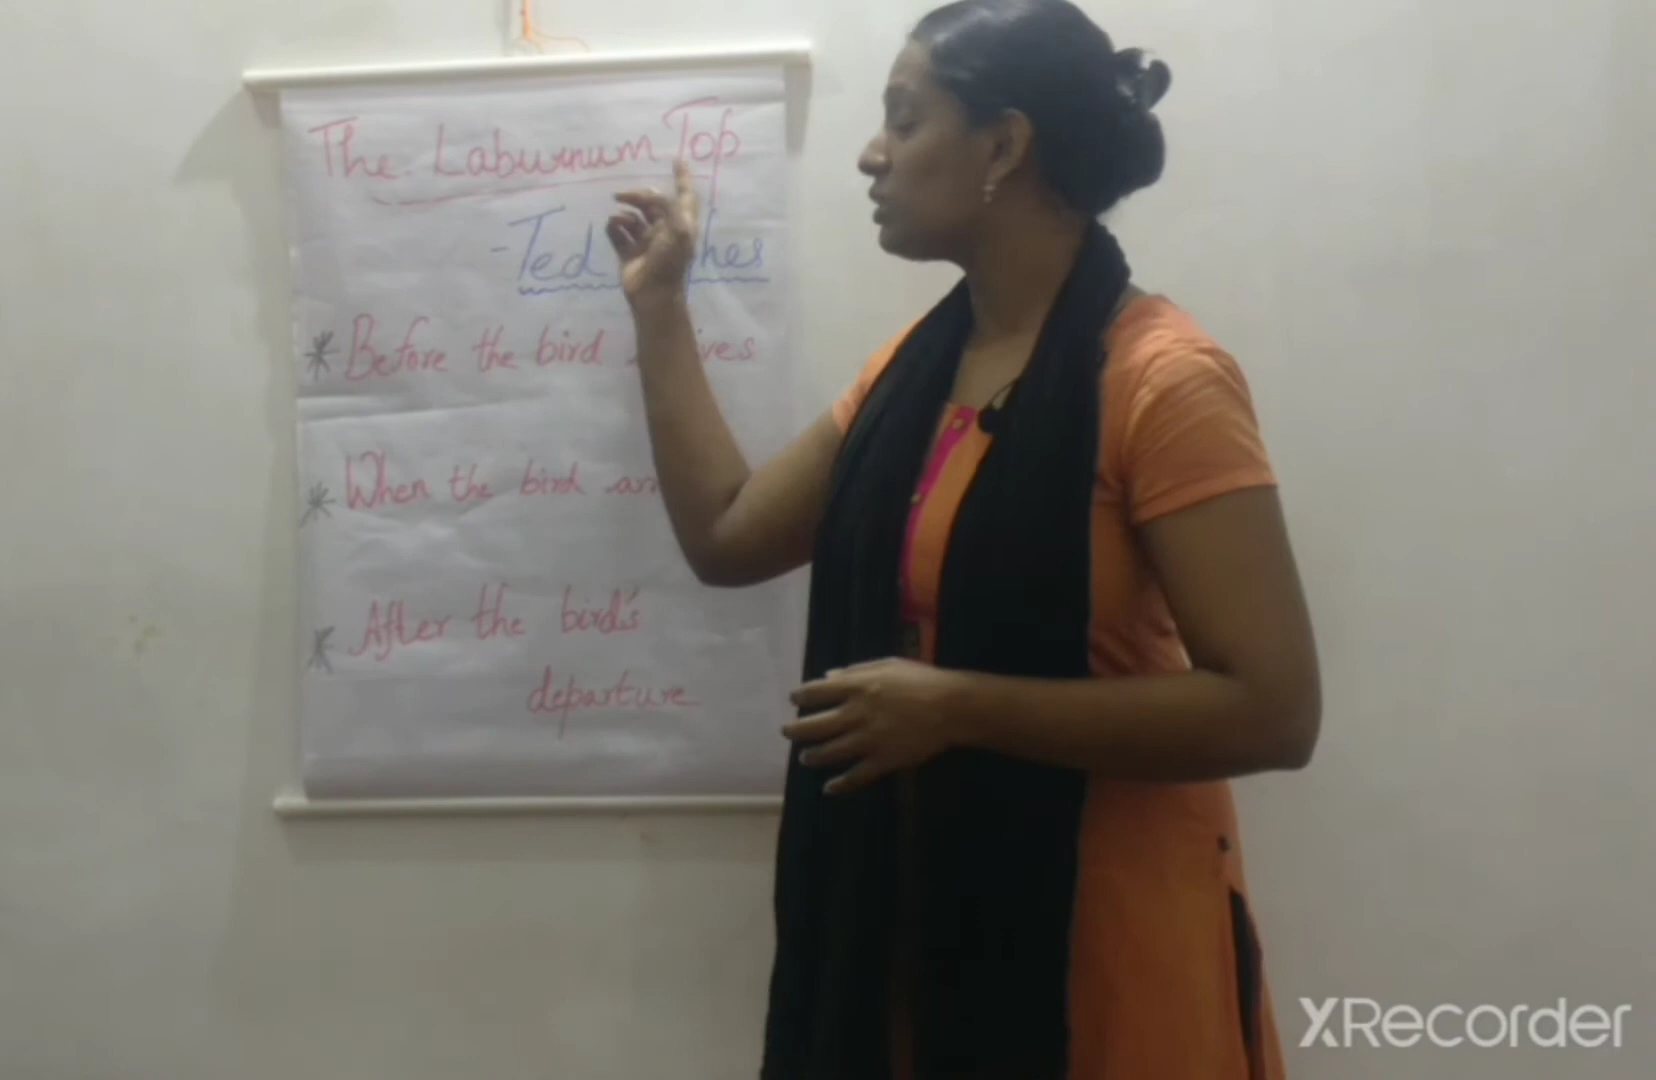 The Laburnum Top
- Ted
* Before the bird
* When the bird
* After the bird's
departure
XRecorder